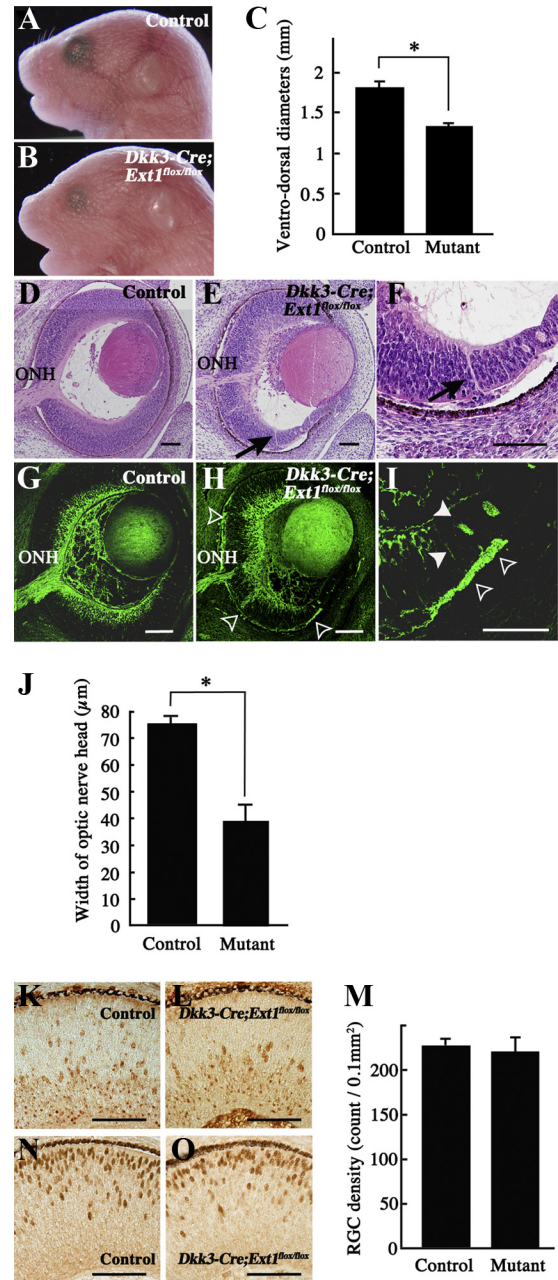 A
Control
B
Dkk3-Cre;
Ext1flox/flox
C
*
Ventro-dorsal diameters (mm)
2
1.5
1
0.5
0
Control Mutant
D
Control
ONH
E
Dkk3-Cre;
Ext1flox/flox
ONH
F
G
Control
ONH
H
Dkk3-Cre;
Ext1flox/flox
ONH
I
J
*
Width of optic nerve head (µm)
80
70
60
50
40
30
20
10
0
Control Mutant
K
Control
L
Dkk3-Cre;Ext1flox/flox
M
RGC density (count / 0.1mm²)
200
150
100
50
0
Control Mutant
N
Control
O
Dkk3-Cre;Ext1flox/flox